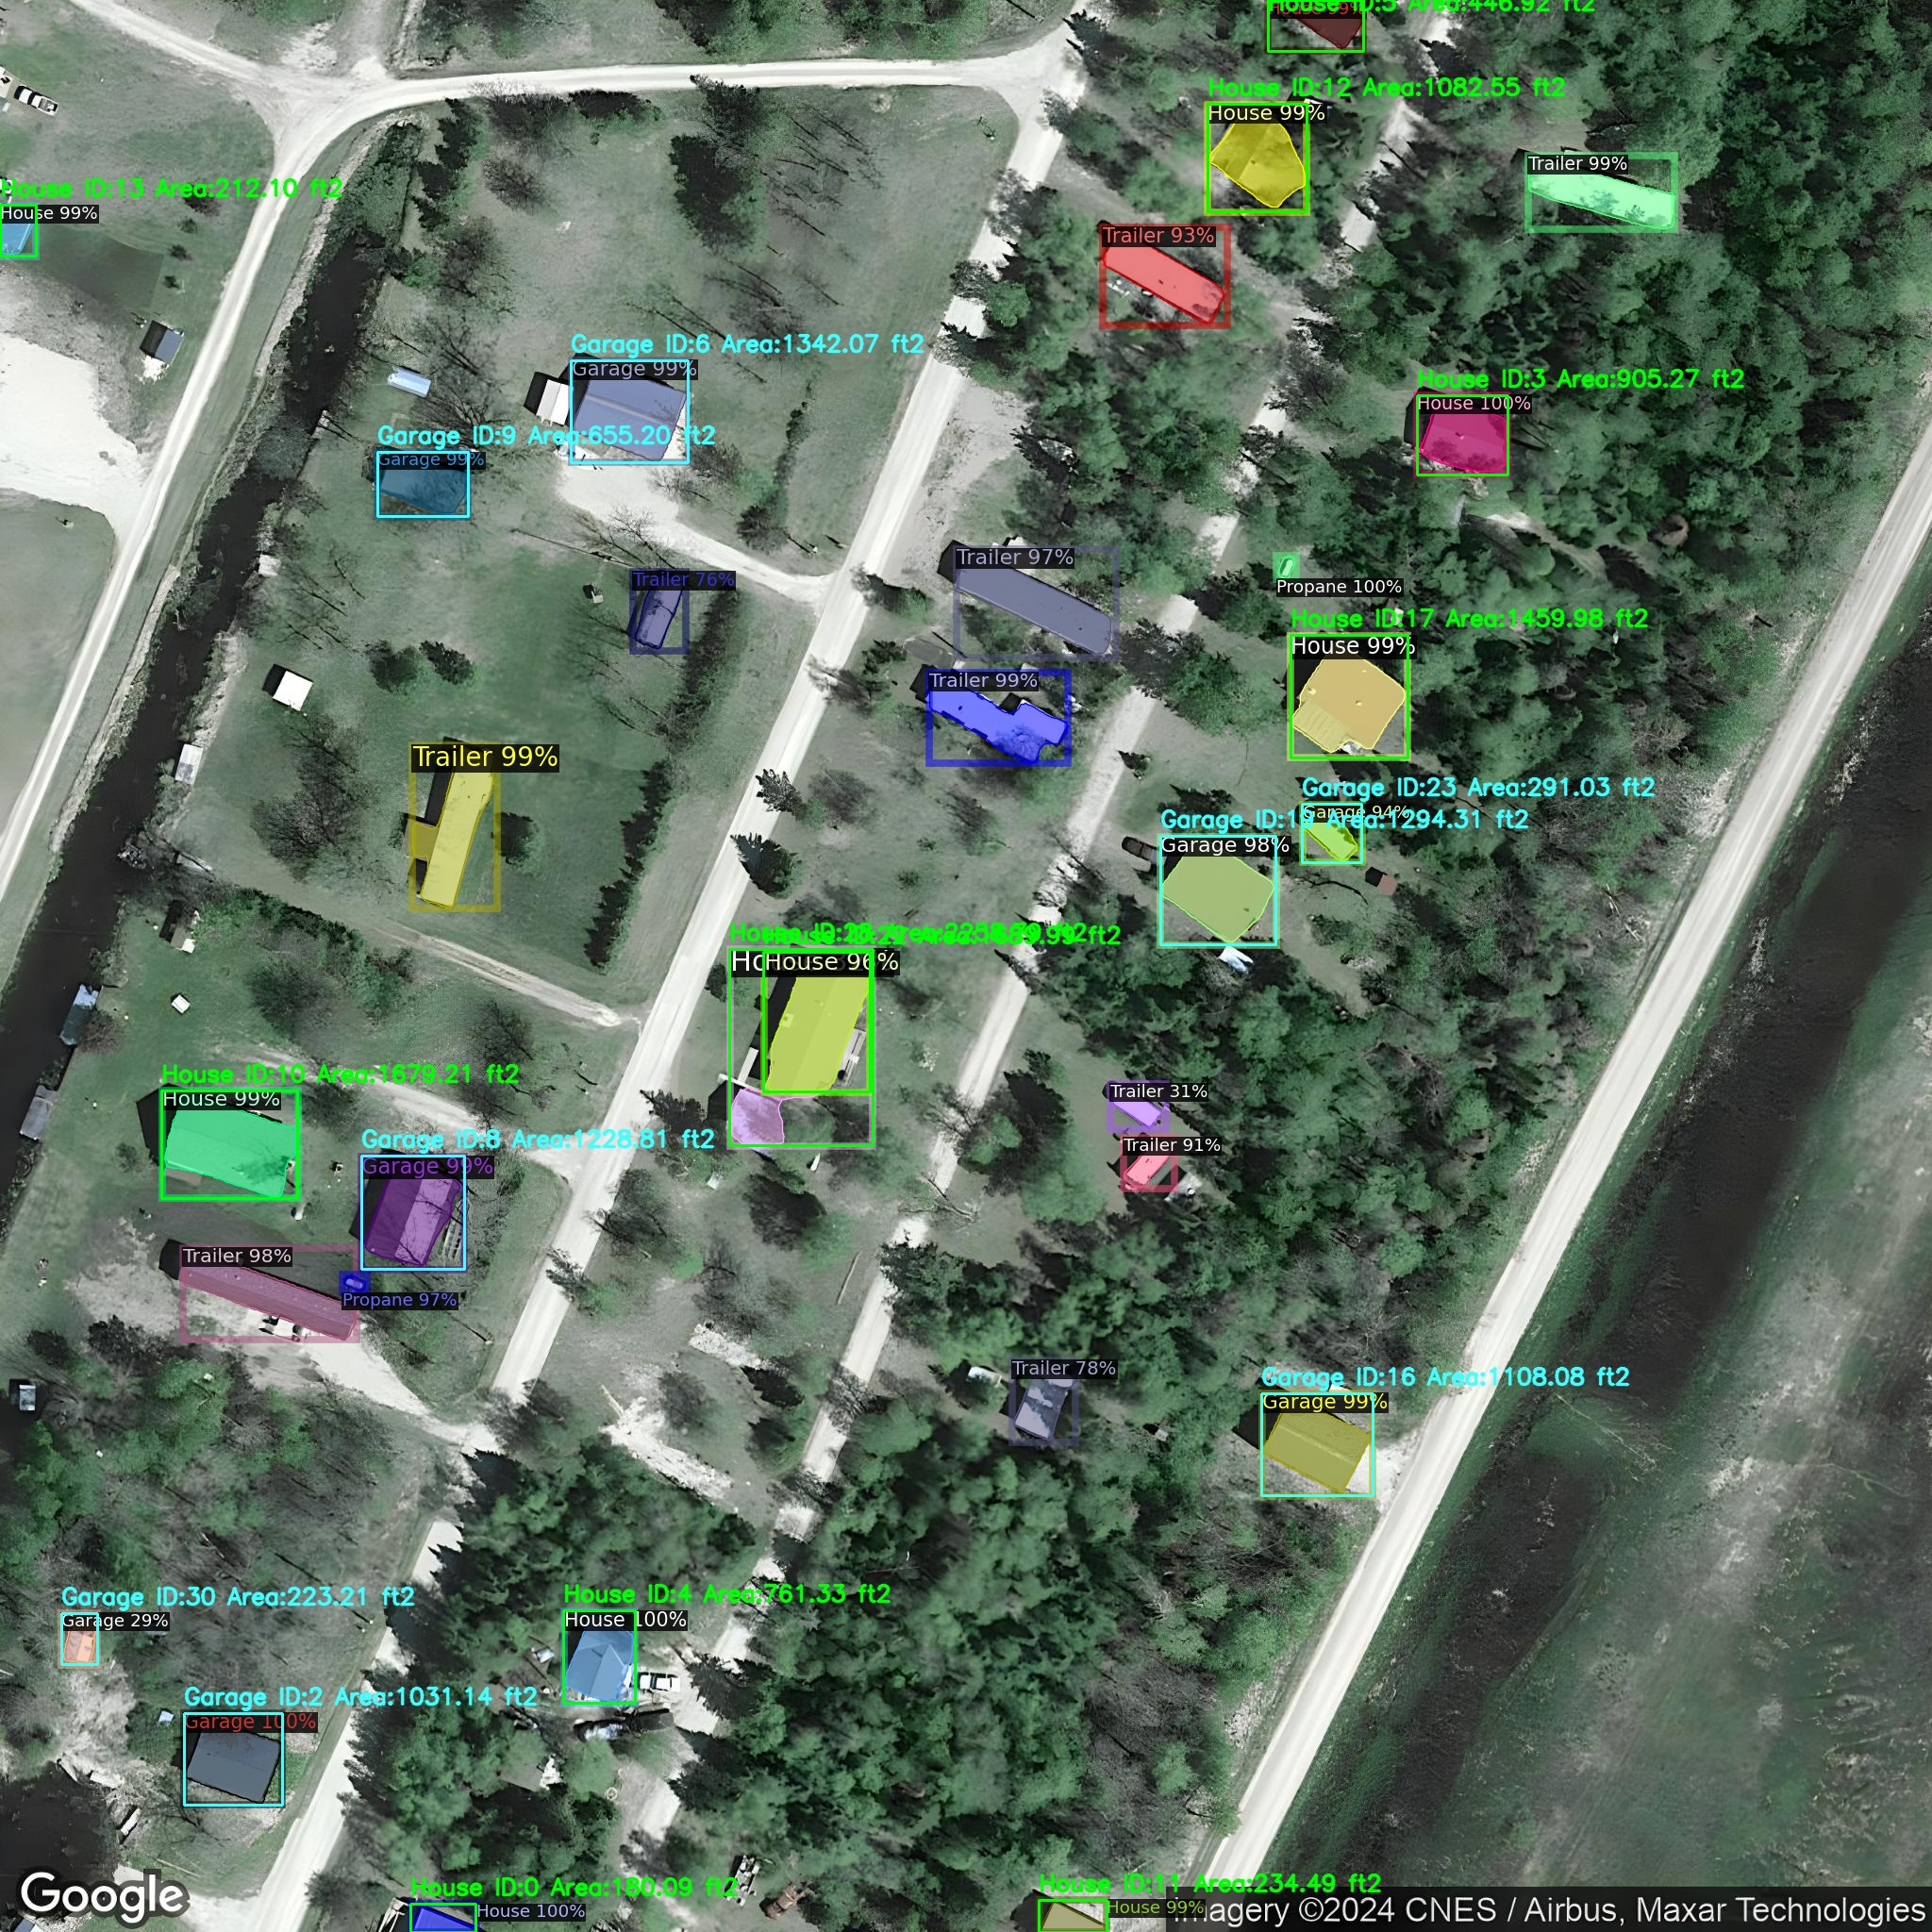 House ID:5 Area:446.92 ft2
House ID:12 Area:1082.55 ft2
House 99%
Trailer 99%
House ID:13 Area:212.10 ft2
House 99%
Trailer 93%
Garage ID:6 Area:1342.07 ft2
Garage 99%
House ID:3 Area:905.27 ft2
House 100%
Garage ID:9 Area:655.20 ft2
Garage 99%
Trailer 97%
Trailer 76%
Propane 100%
House ID:17 Area:1459.98 ft2
House 99%
Trailer 99%
Trailer 99%
Garage ID:23 Area:291.03 ft2
Garage 94%
Area:1294.31 ft2
Garage 98%
House 96%
House ID:10 Area:1679.21 ft2
House 99%
Trailer 31%
Garage ID:8 Area:1228.81 ft2
Garage 99%
Trailer 91%
Trailer 98%
Propane 97%
Trailer 78%
Garage ID:16 Area:1108.08 ft2
Garage 99%
Garage ID:30 Area:223.21 ft2
Garage 29%
House ID:4 Area:761.33 ft2
House 100%
Garage ID:2 Area:1031.14 ft2
Garage 100%
House ID:0 Area:180.09 ft2
House 100%
House ID:11 Area:234.49 ft2
House 99%
Google
Imagery ©2024 CNES / Airbus, Maxar Technologies